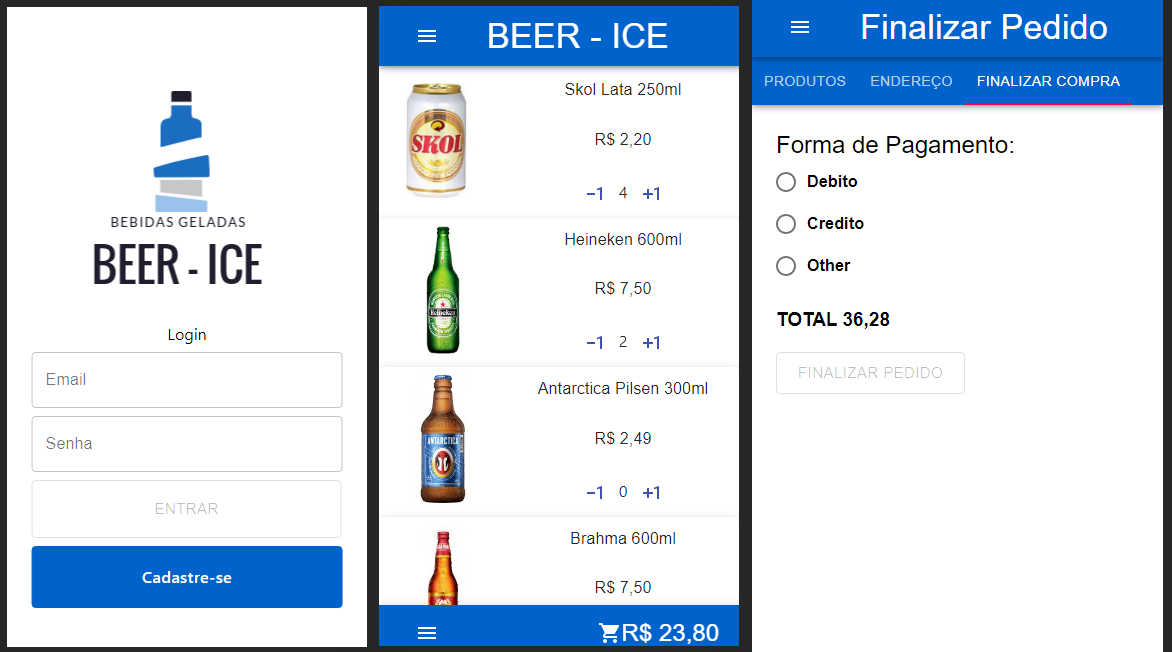 BEBIDAS GELADAS
BEER - ICE
Login
Email
Senha
ENTRAR
Cadastre-se
BEER - ICE
Skol Lata 250ml
SKOL
R$ 2,20
−1 4 +1
Heineken 600ml
R$ 7,50
Heineken
−1 2 +1
Antarctica Pilsen 300ml
R$ 2,49
ANTARCTICA
−1 0 +1
Brahma 600ml
R$ 7,50
R$ 23,80
Finalizar Pedido
PRODUTOS ENDEREÇO FINALIZAR COMPRA
Forma de Pagamento:
Debito
Credito
Other
TOTAL 36,28
FINALIZAR PEDIDO